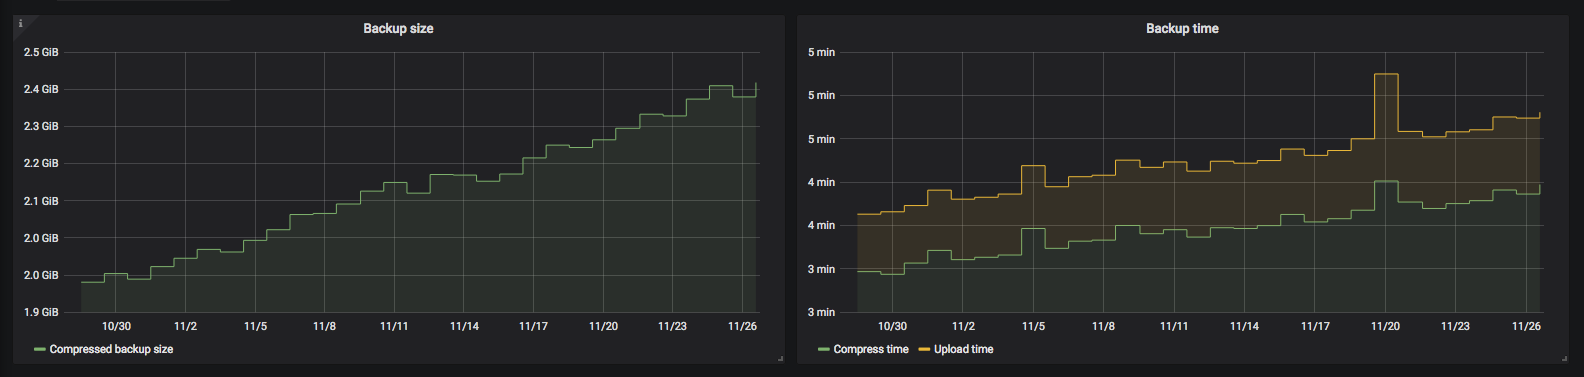 i
Backup size
2.5 GiB
2.4 GiB
2.3 GiB
2.2 GiB
2.1 GiB
2.0 GiB
2.0 GiB
1.9 GiB
10/30 11/2 11/5 11/8 11/11 11/14 11/17 11/20 11/23 11/26
Compressed backup size
Backup time
5 min
5 min
5 min
4 min
4 min
3 min
3 min
10/30 11/2 11/5 11/8 11/11 11/14 11/17 11/20 11/23 11/26
Compress time Upload time